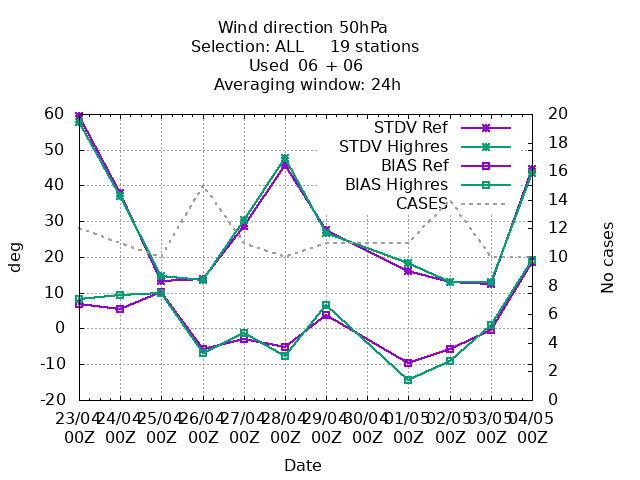 Wind direction 50hPa
Selection: ALL     19 stations
Used  06 + 06
Averaging window: 24h
60 20
50 18
40 16
30 14
20 12
10 10
0 8
-10 6
-20 4
2
0
STDV Ref
STDV Highres
BIAS Ref
BIAS Highres
CASES
deg
No cases
23/04 24/04 25/04 26/04 27/04 28/04 29/04 30/04 01/05 02/05 03/05 04/05
00Z 00Z 00Z 00Z 00Z 00Z 00Z 00Z 00Z 00Z 00Z 00Z
Date